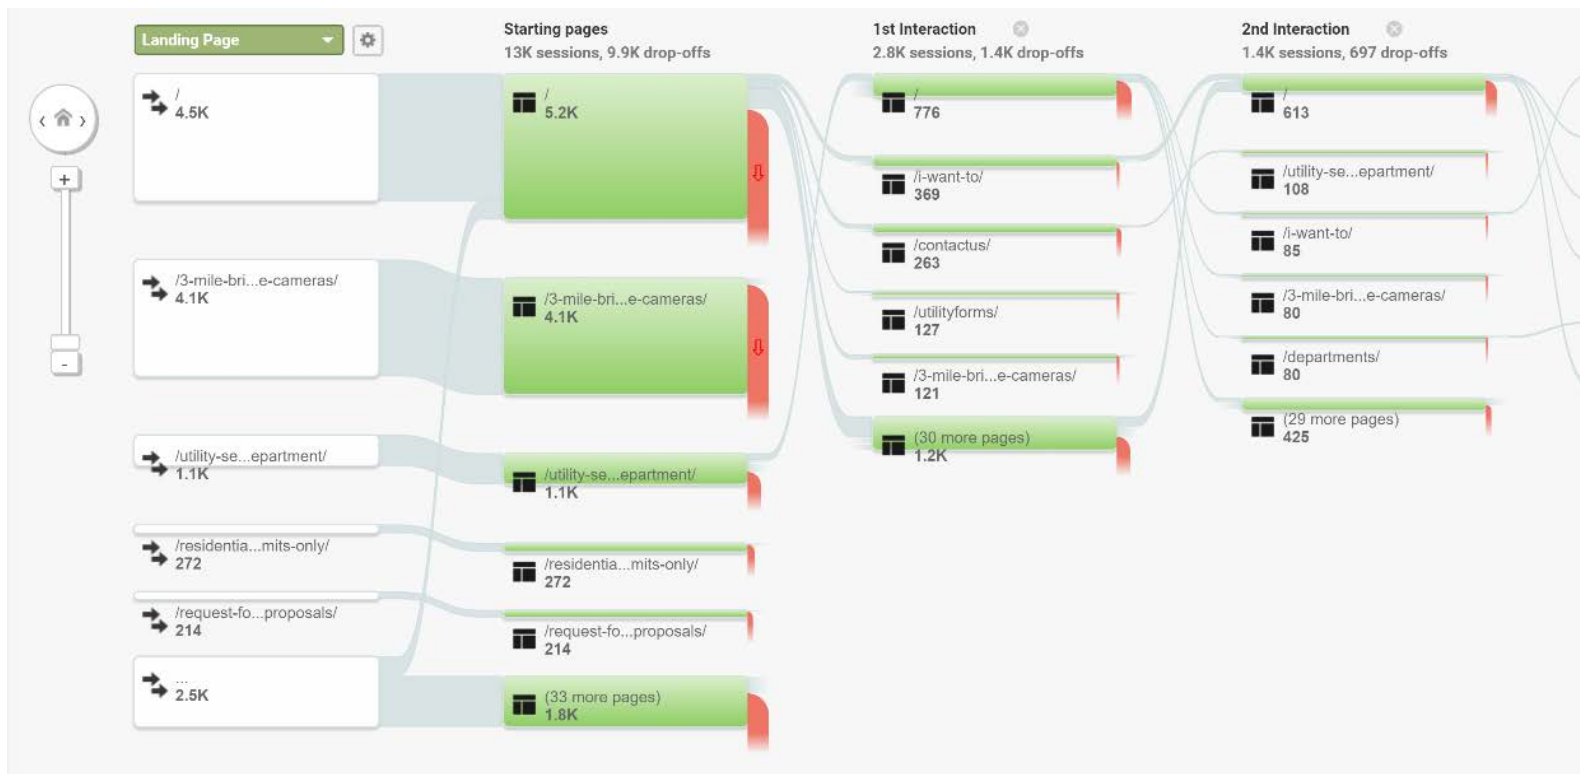 Landing Page
Starting pages
13K sessions, 9.9K drop-offs
1st Interaction
2.8K sessions, 1.4K drop-offs
2nd Interaction
1.4K sessions, 697 drop-offs
+
-
/
4.5K
/3-mile-bri...e-cameras/
4.1K
/utility-se...epartment/
1.1K
/residentia...mits-only/
272
/request-fo...proposals/
214
...
2.5K
/
5.2K
/3-mile-bri...e-cameras/
4.1K
/utility-se...epartment/
1.1K
/residentia...mits-only/
272
/request-fo...proposals/
214
(33 more pages)
1.8K
/
776
/i-want-to/
369
/contactus/
263
/utilityforms/
127
/3-mile-bri...e-cameras/
121
(30 more pages)
1.2K
/
613
/utility-se...epartment/
108
/i-want-to/
85
/3-mile-bri...e-cameras/
80
/departments/
80
(29 more pages)
425